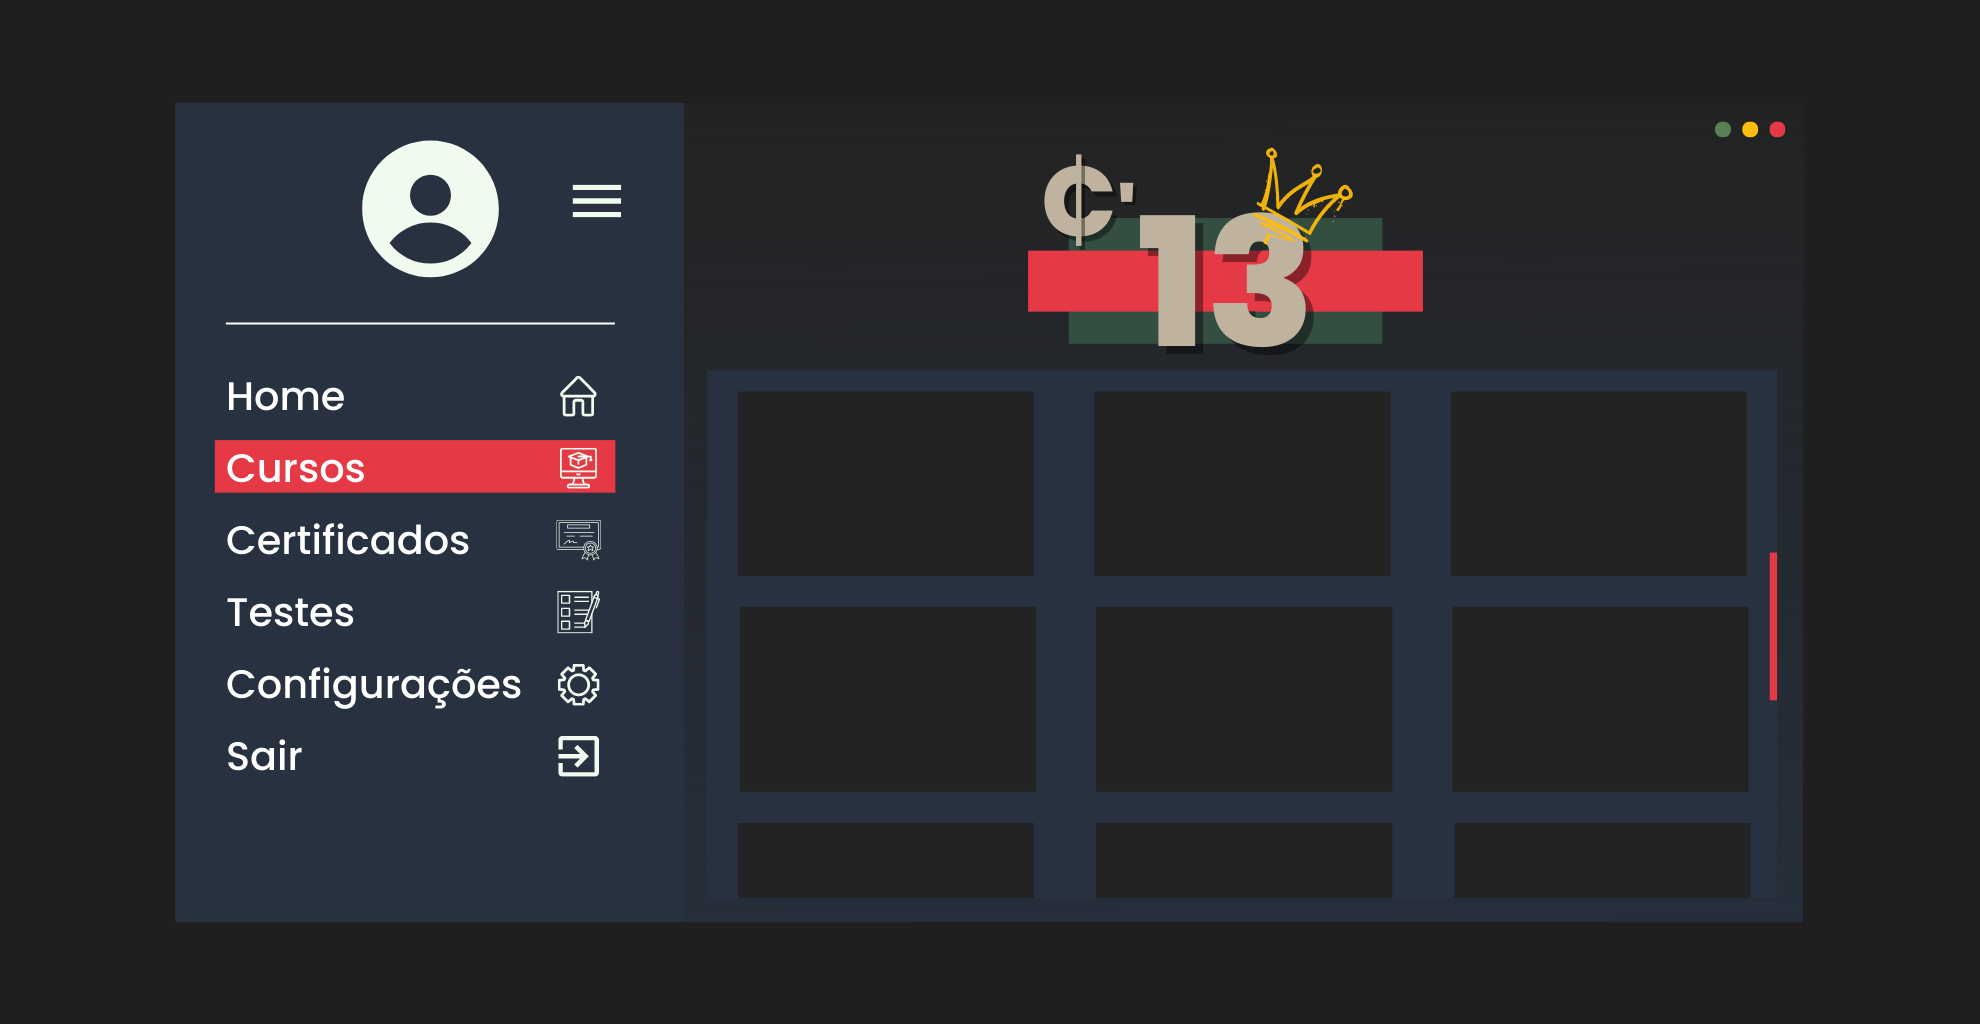 Home
Cursos
Certificados
Testes
Configurações
Sair
₵'
13